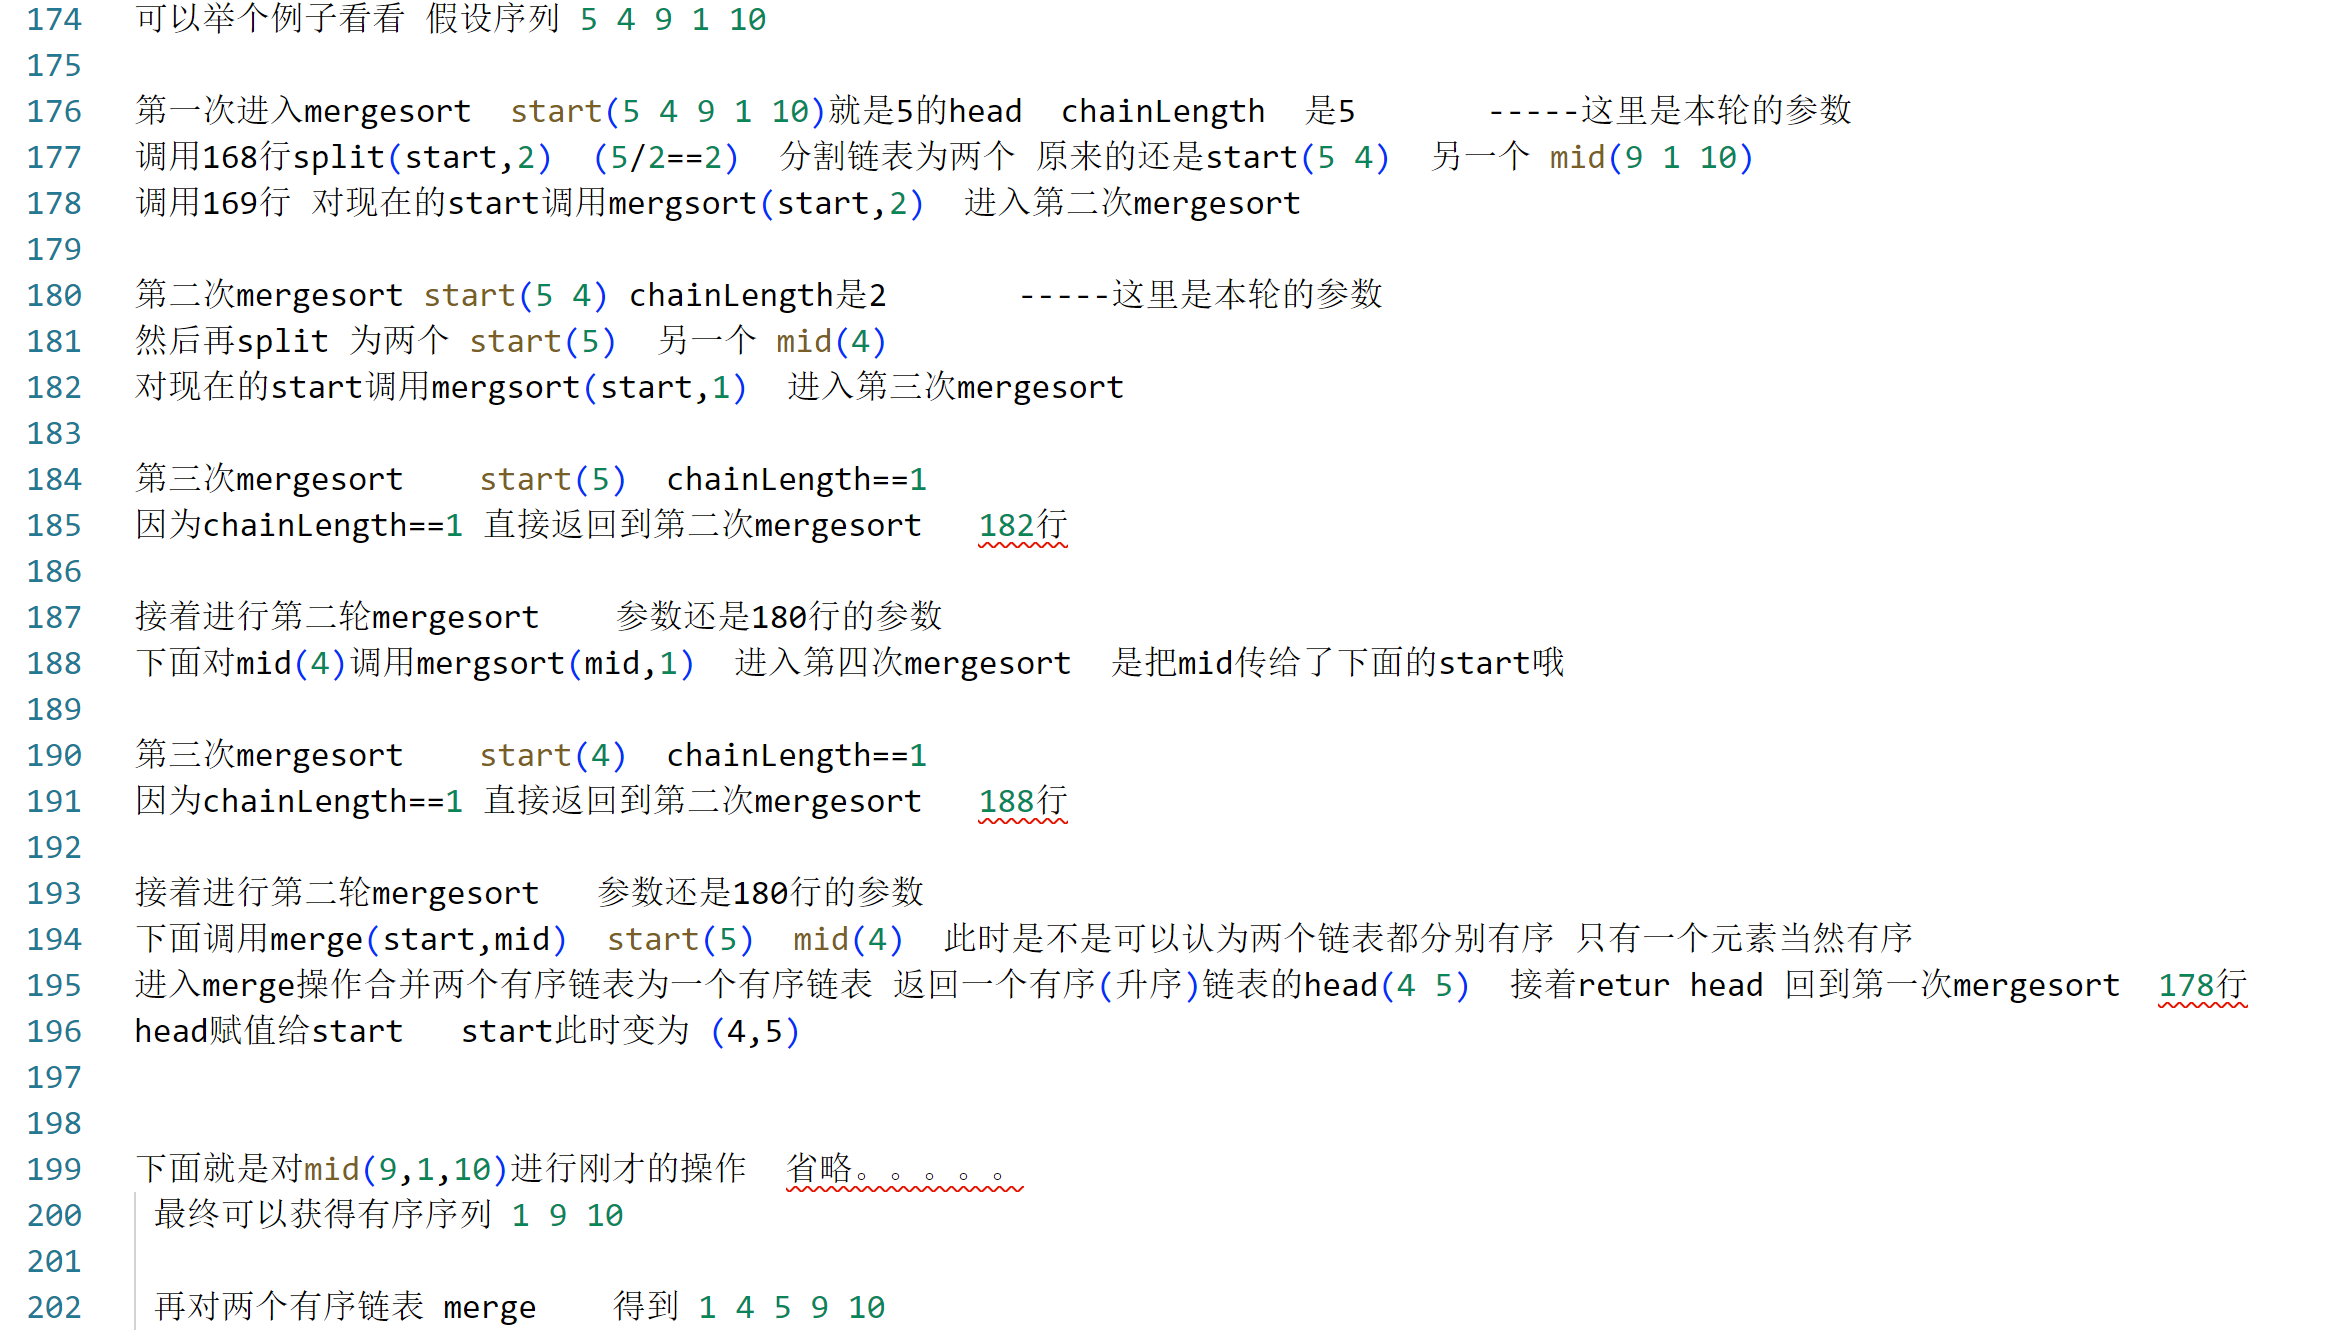 174 可以举个例子看看 假设序列 5 4 9 1 10
175
176 第一次进入mergesort  start(5 4 9 1 10)就是5的head  chainLength  是5       -----这里是本轮的参数
177 调用168行split(start,2)  (5/2==2)  分割链表为两个 原来的还是start(5 4)  另一个 mid(9 1 10)
178 调用169行 对现在的start调用mergsort(start,2)  进入第二次mergesort
179
180 第二次mergesort start(5 4) chainLength是2       -----这里是本轮的参数
181 然后再split 为两个 start(5)  另一个 mid(4)
182 对现在的start调用mergsort(start,1)  进入第三次mergesort
183
184 第三次mergesort    start(5)  chainLength==1
185 因为chainLength==1 直接返回到第二次mergesort   182行
186
187 接着进行第二轮mergesort    参数还是180行的参数
188 下面对mid(4)调用mergsort(mid,1)  进入第四次mergesort  是把mid传给了下面的start哦
189
190 第三次mergesort    start(4)  chainLength==1
191 因为chainLength==1 直接返回到第二次mergesort   188行
192
193 接着进行第二轮mergesort   参数还是180行的参数
194 下面调用merge(start,mid)  start(5)  mid(4)  此时是不是可以认为两个链表都分别有序 只有一个元素当然有序
195 进入merge操作合并两个有序链表为一个有序链表 返回一个有序(升序)链表的head(4 5)  接着retur head 回到第一次mergesort  178行
196 head赋值给start   start此时变为 (4,5)
197
198
199 下面就是对mid(9,1,10)进行刚才的操作  省略。。。。。
200 最终可以获得有序序列 1 9 10
201
202 再对两个有序链表 merge    得到 1 4 5 9 10